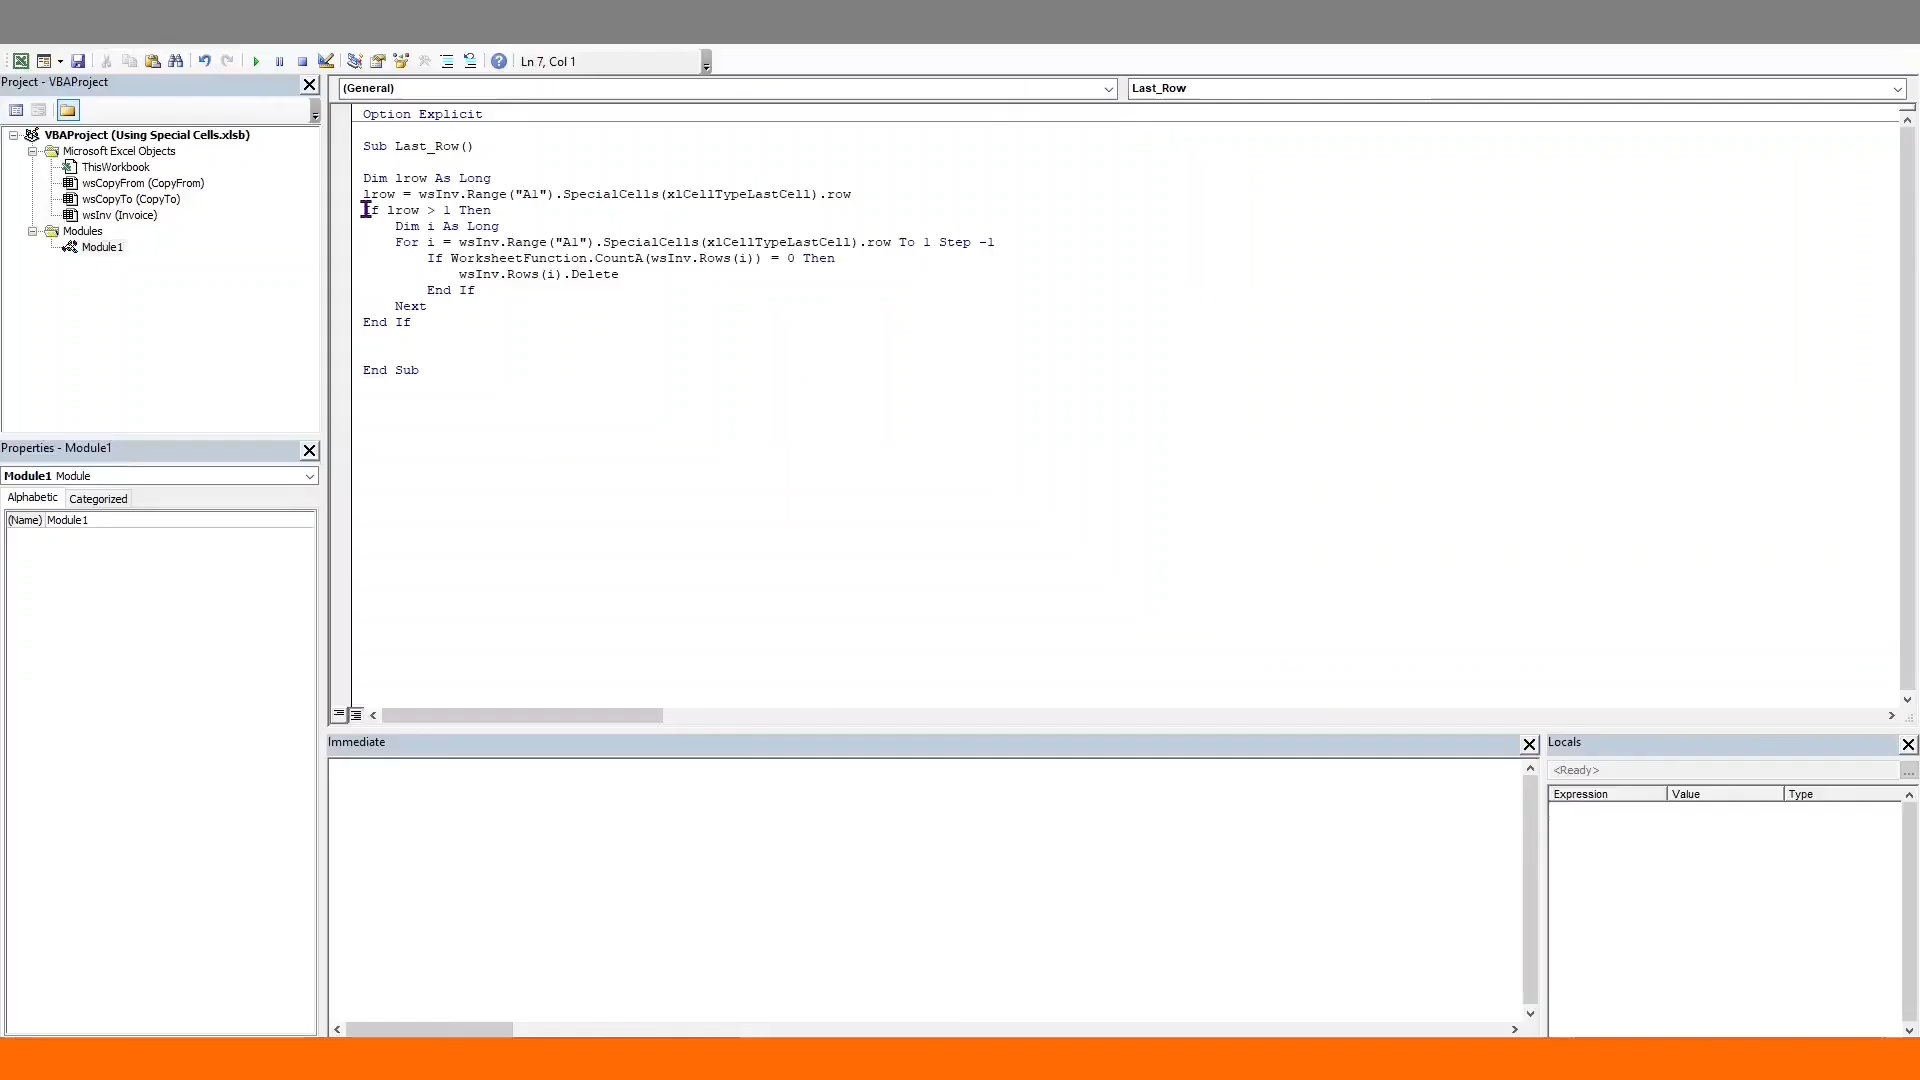 Ln 7, Col 1
Project - VBAProject
(General)
Last_Row
VBAProject (Using Special Cells.xlsb)
Microsoft Excel Objects
ThisWorkbook
wsCopyFrom (CopyFrom)
wsCopyTo (CopyTo)
wsInv (Invoice)
Modules
Module1
Option Explicit
Sub Last_Row()
Dim lrow As Long
lrow = wsInv.Range("A1").SpecialCells(xlCellTypeLastCell).row
If lrow > 1 Then
Dim i As Long
For i = wsInv.Range("A1").SpecialCells(xlCellTypeLastCell).row To 1 Step -1
If WorksheetFunction.CountA(wsInv.Rows(i)) = 0 Then
wsInv.Rows(i).Delete
End If
Next
End If
End Sub
Properties - Module1
Module1 Module
Alphabetic
Categorized
(Name) Module1
Immediate
Locals
<Ready>
...
Expression
Value
Type